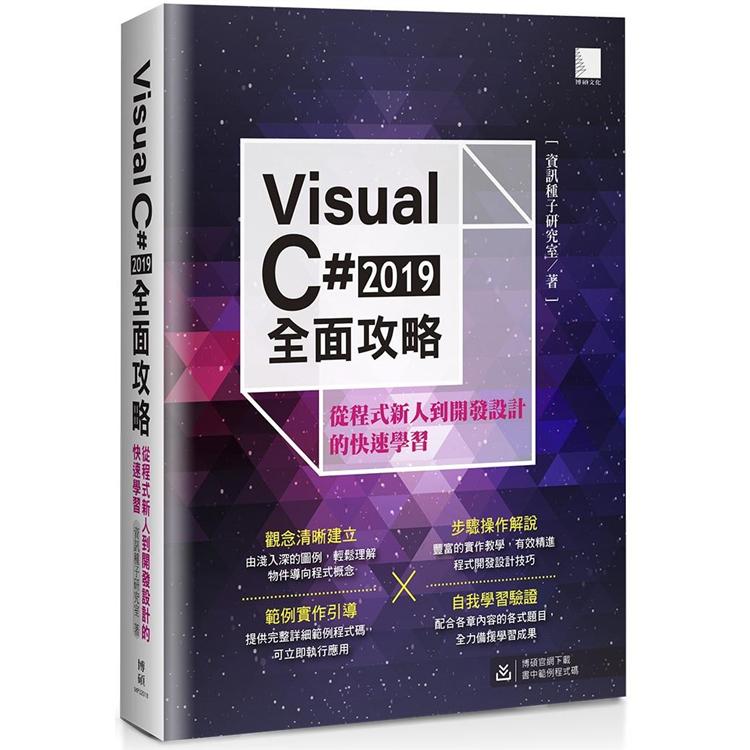 Visual C# 2019 全面攻略
從程式新人到開發設計的
快速學習
資訊種子研究室 著
博碩
博碩文化
[ 資訊種子研究室／著 ]
Visual
C# 2019
全面攻略
從程式新人到開發設計
的快速學習
觀念清晰建立
由淺入深的圖例，輕鬆理解
物件導向程式概念
步驟操作解說
豐富的實作教學，有效精進
程式開發設計技巧
範例實作引導
提供完整詳細範例程式碼，
可立即執行應用
自我學習驗證
配合各章內容的各式題目，
全力備援學習成果
博碩官網下載
書中範例程式碼